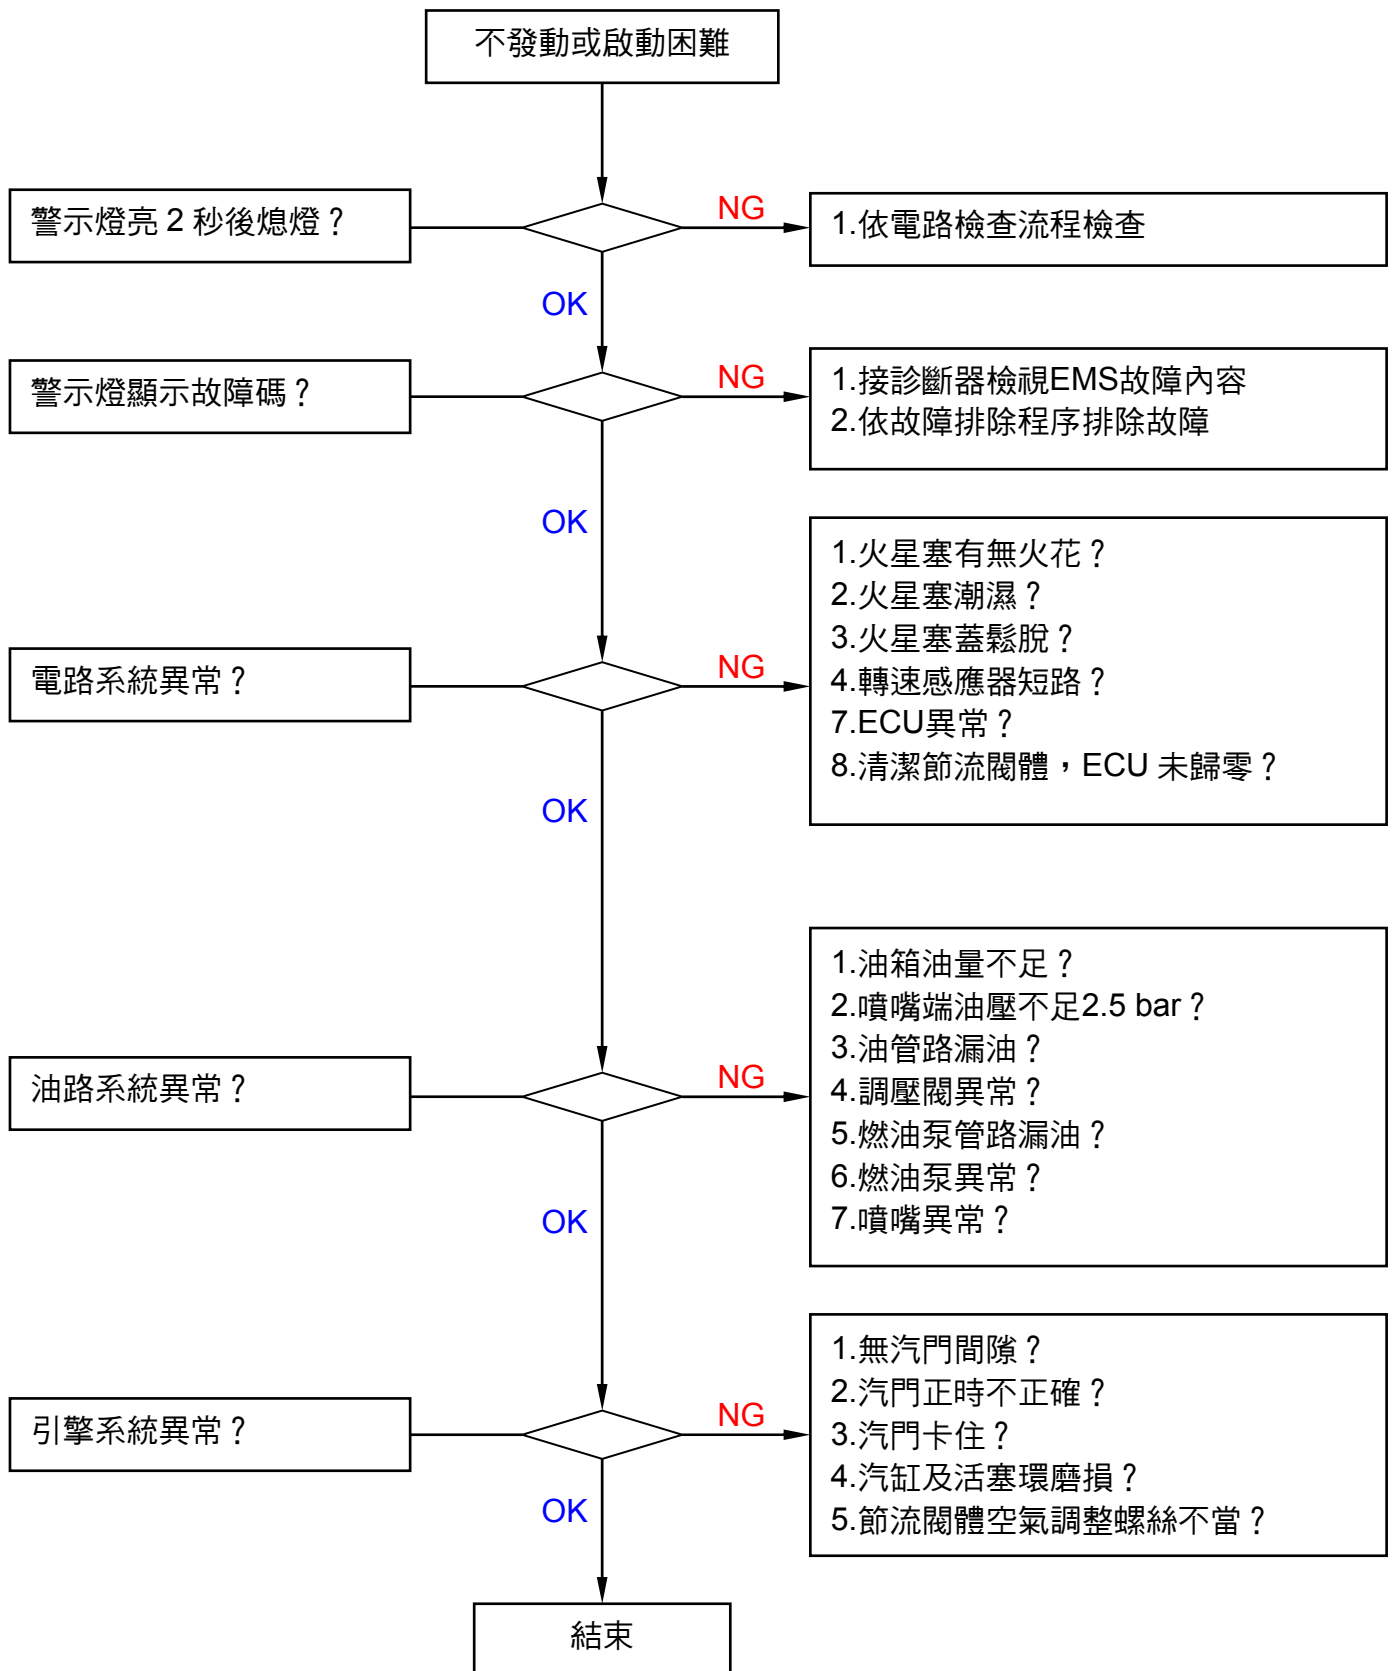 不發動或啟動困難
警示燈亮 2 秒後熄燈？
NG
1.依電路檢查流程檢查
OK
警示燈顯示故障碼？
NG
1.接診斷器檢視EMS故障內容
2.依故障排除程序排除故障
OK
電路系統異常？
NG
1.火星塞有無火花？
2.火星塞潮濕？
3.火星塞蓋鬆脫？
4.轉速感應器短路？
7.ECU異常？
8.清潔節流閥體，ECU 未歸零？
OK
油路系統異常？
NG
1.油箱油量不足？
2.噴嘴端油壓不足2.5 bar？
3.油管路漏油？
4.調壓閥異常？
5.燃油泵管路漏油？
6.燃油泵異常？
7.噴嘴異常？
OK
引擎系統異常？
NG
1.無汽門間隙？
2.汽門正時不正確？
3.汽門卡住？
4.汽缸及活塞環磨損？
5.節流閥體空氣調整螺絲不當？
OK
結束